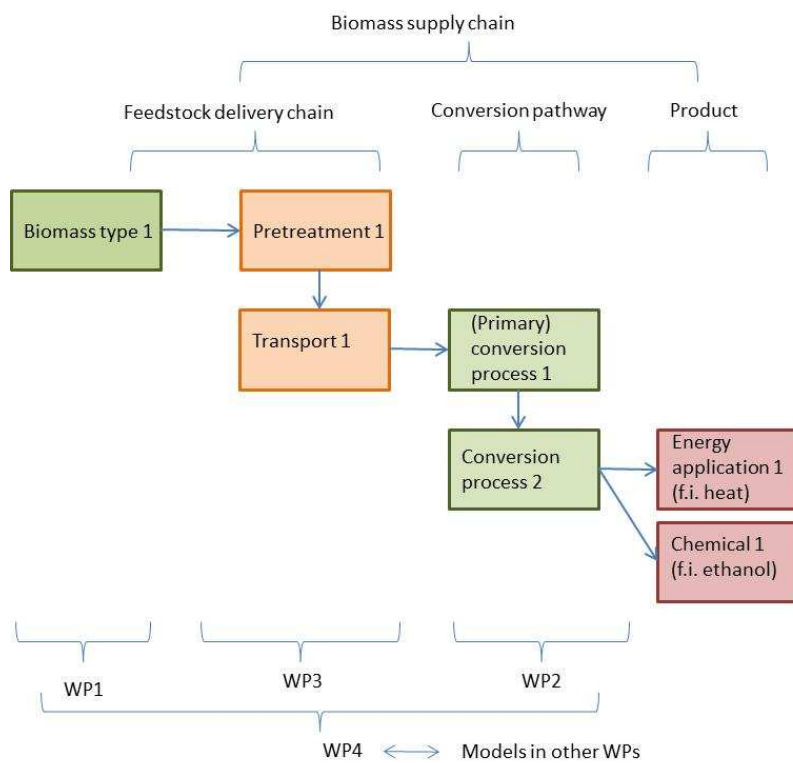 Biomass supply chain
Feedstock delivery chain
Conversion pathway
Product
Biomass type 1
Pretreatment 1
Transport 1
(Primary)
conversion
process 1
Conversion
process 2
Energy
application 1
(f.i. heat)
Chemical 1
(f.i. ethanol)
WP1
WP3
WP2
WP4
Models in other WPs